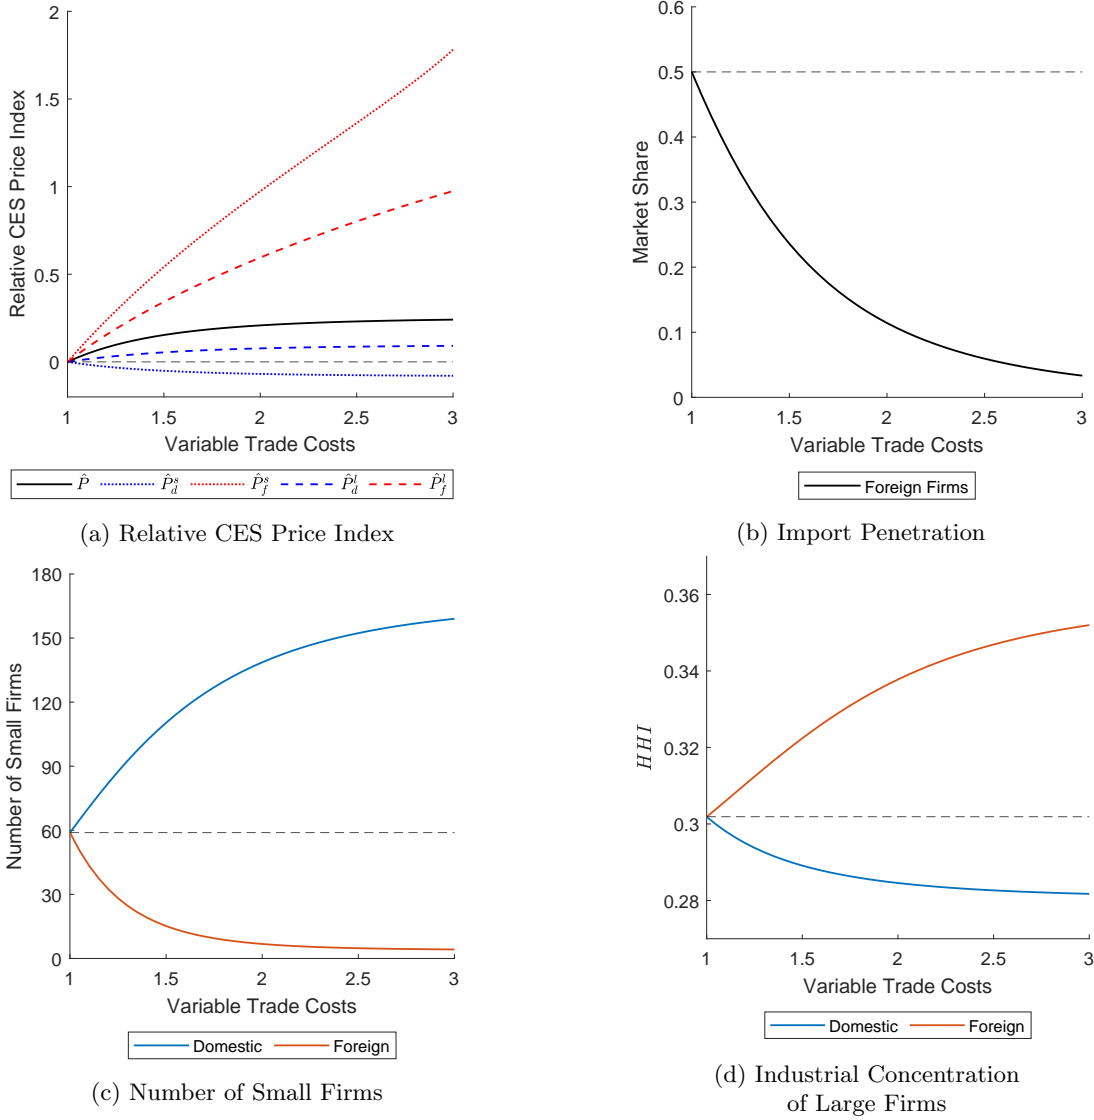 2
1.5
1
0.5
0
Relative CES Price Index
1 1.5 2 2.5 3
Variable Trade Costs
P̂ P̂_d^s P̂_f^s P̂_d^l P̂_f^l
(a) Relative CES Price Index
0.6
0.5
0.4
0.3
0.2
0.1
0
Market Share
1 1.5 2 2.5 3
Variable Trade Costs
Foreign Firms
(b) Import Penetration
180
150
120
90
60
30
0
Number of Small Firms
1 1.5 2 2.5 3
Variable Trade Costs
Domestic Foreign
(c) Number of Small Firms
0.36
0.34
0.32
0.3
0.28
HHI
1 1.5 2 2.5 3
Variable Trade Costs
Domestic Foreign
(d) Industrial Concentration
of Large Firms